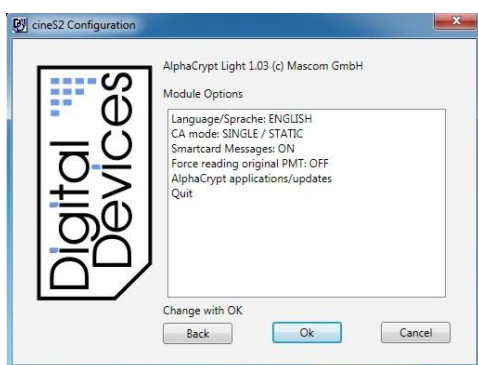 cineS2 Configuration
Digital
Devices
AlphaCrypt Light 1.03 (c) Mascom GmbH
Module Options
Language/Sprache: ENGLISH
CA mode: SINGLE / STATIC
Smartcard Messages: ON
Force reading original PMT: OFF
AlphaCrypt applications/updates
Quit
Change with OK
Back
Ok
Cancel